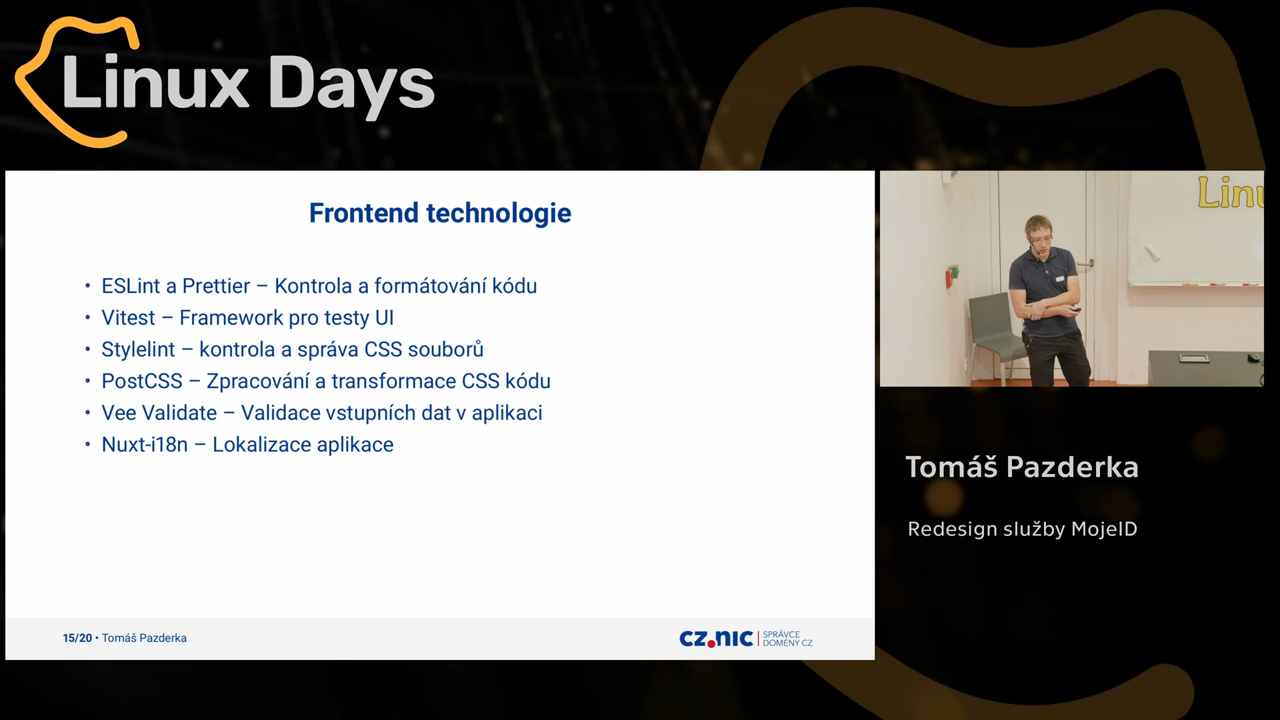 Linux Days
Frontend technologie
• ESLint a Prettier – Kontrola a formátování kódu
• Vitest – Framework pro testy UI
• Stylelint – kontrola a správa CSS souborů
• PostCSS – Zpracování a transformace CSS kódu
• Vee Validate – Validace vstupních dat v aplikaci
• Nuxt-i18n – Lokalizace aplikace
15/20 • Tomáš Pazderka
CZ.NIC | SPRÁVCE
DOMÉNY CZ
Linu
Tomáš Pazderka
Redesign služby MojeID